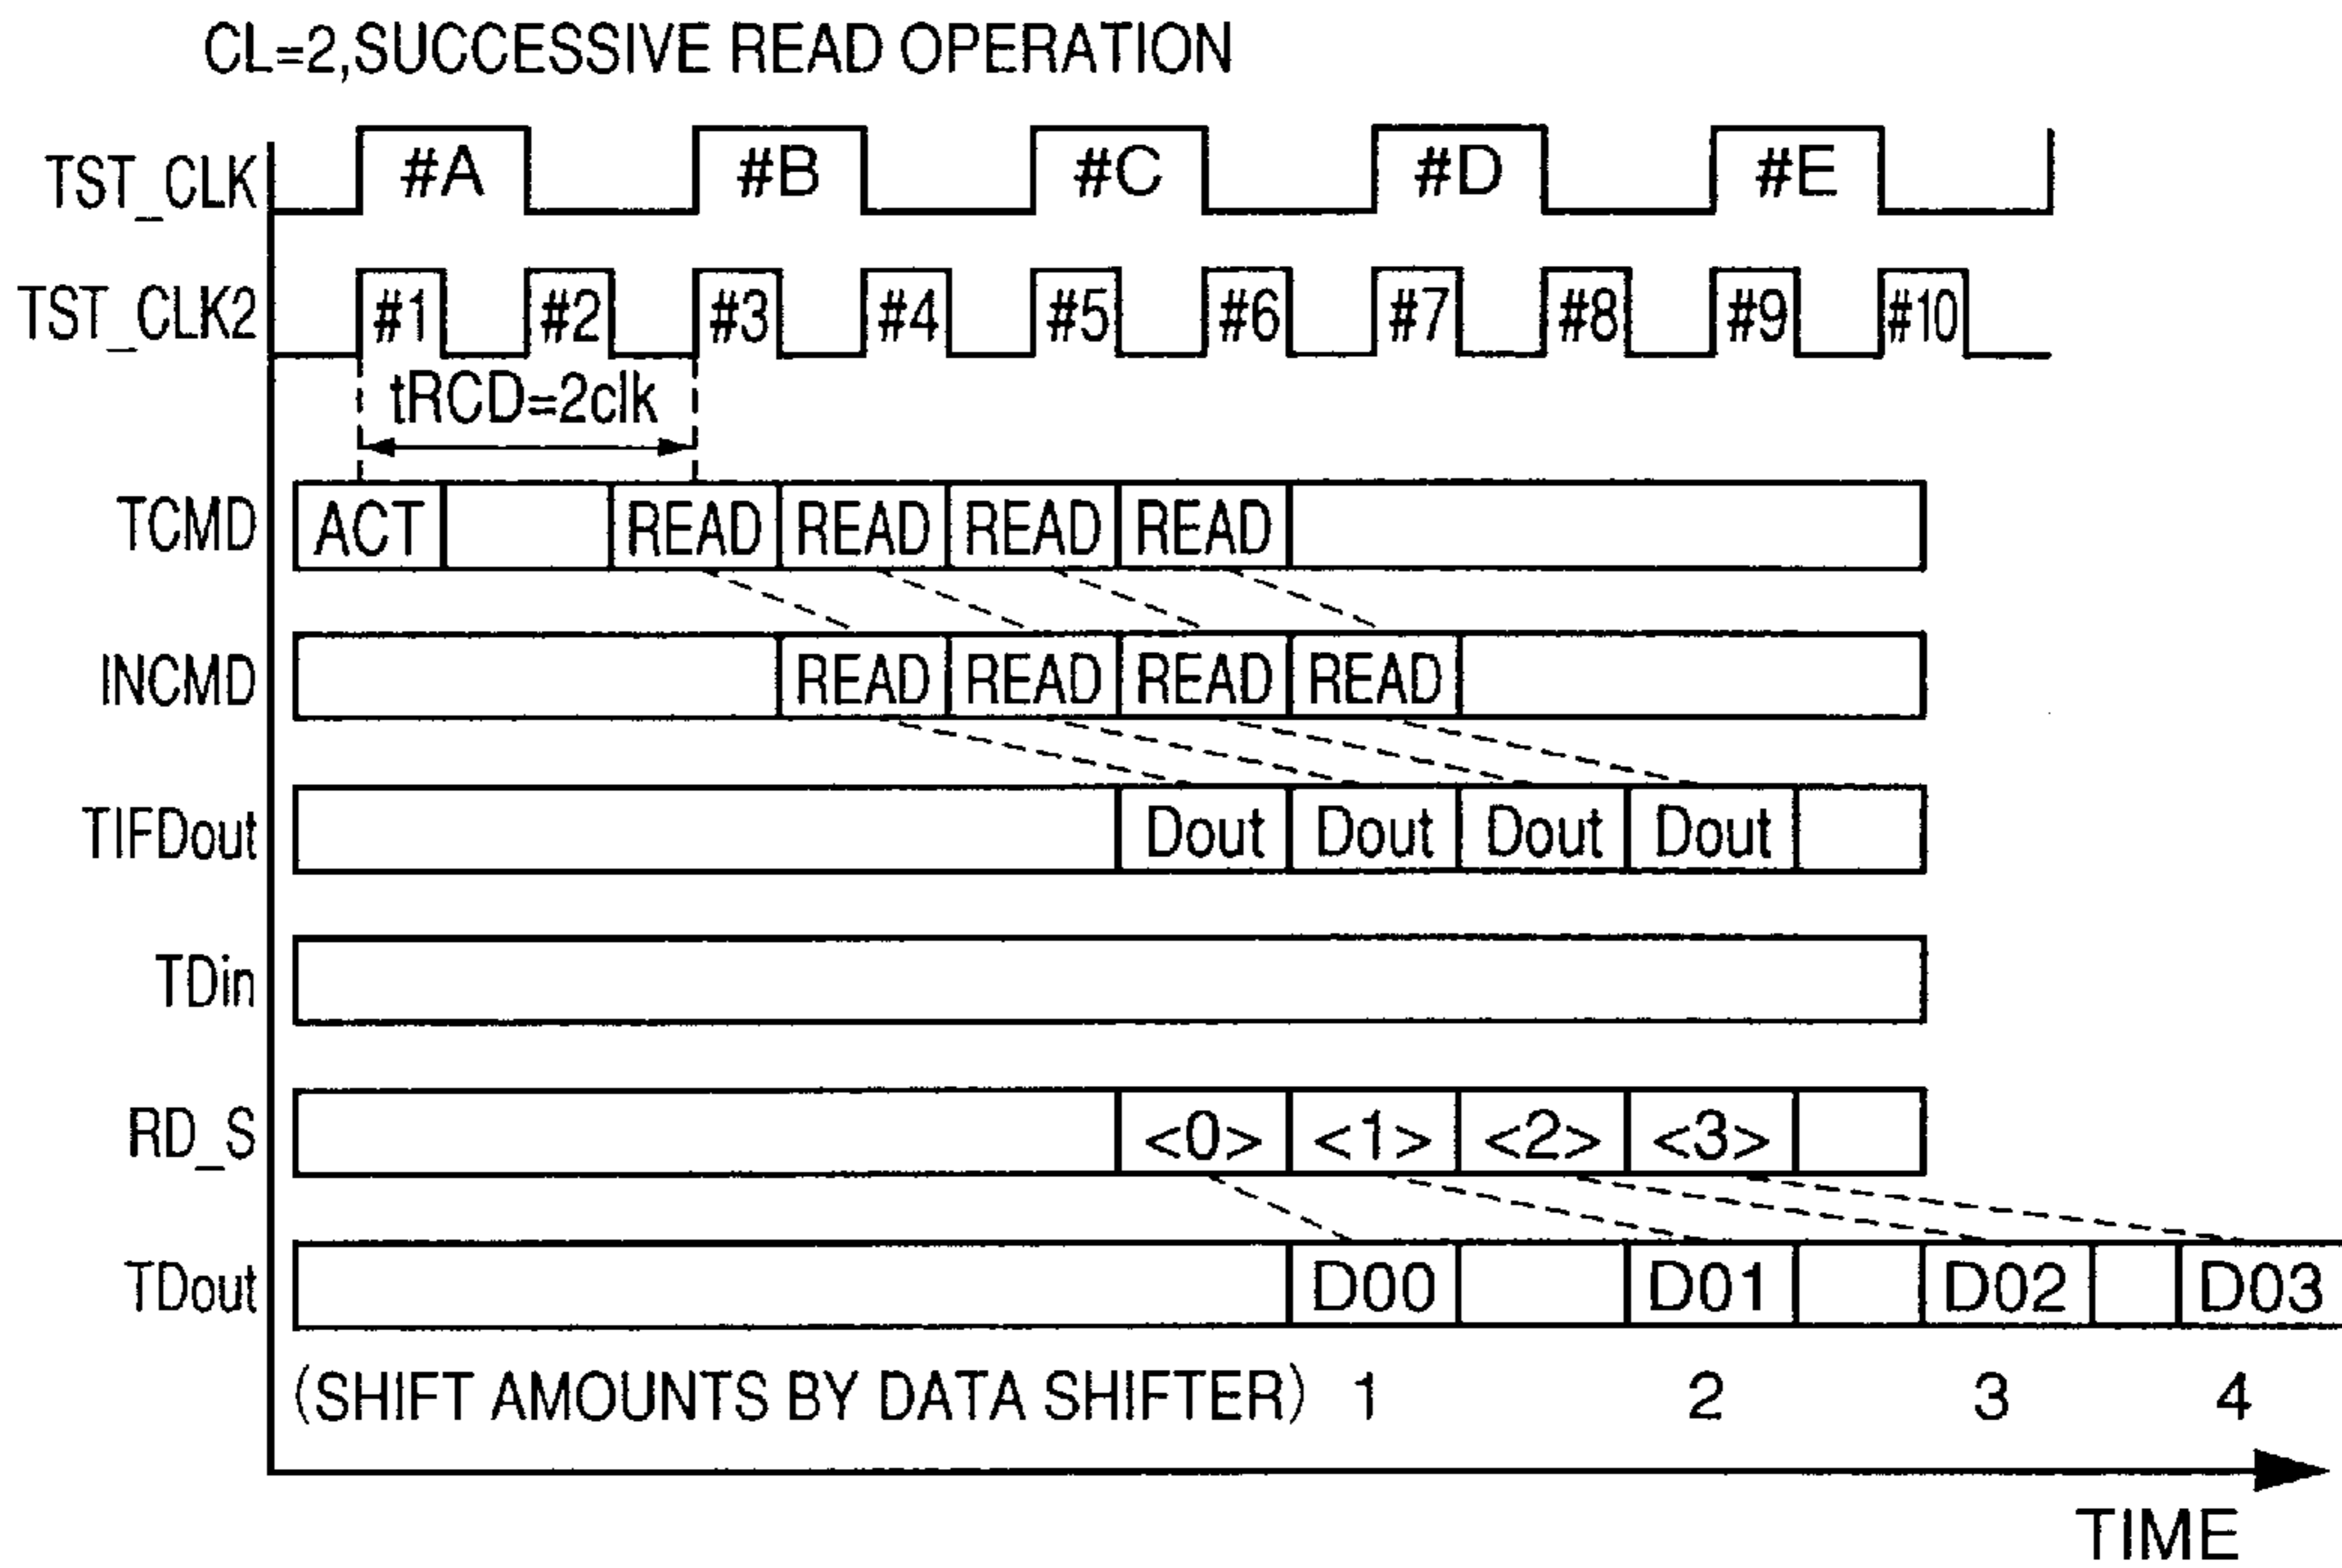 CL=2,SUCCESSIVE READ OPERATION
TST_CLK #A #B #C #D #E
TST_CLK2 #1 #2 #3 #4 #5 #6 #7 #8 #9 #10
tRCD=2clk
TCMD ACT READ READ READ READ
INCMD READ READ READ READ
TIFDout Dout Dout Dout Dout
TDin
RD_S <0> <1> <2> <3>
TDout D00 D01 D02 D03
(SHIFT AMOUNTS BY DATA SHIFTER) 1 2 3 4
TIME